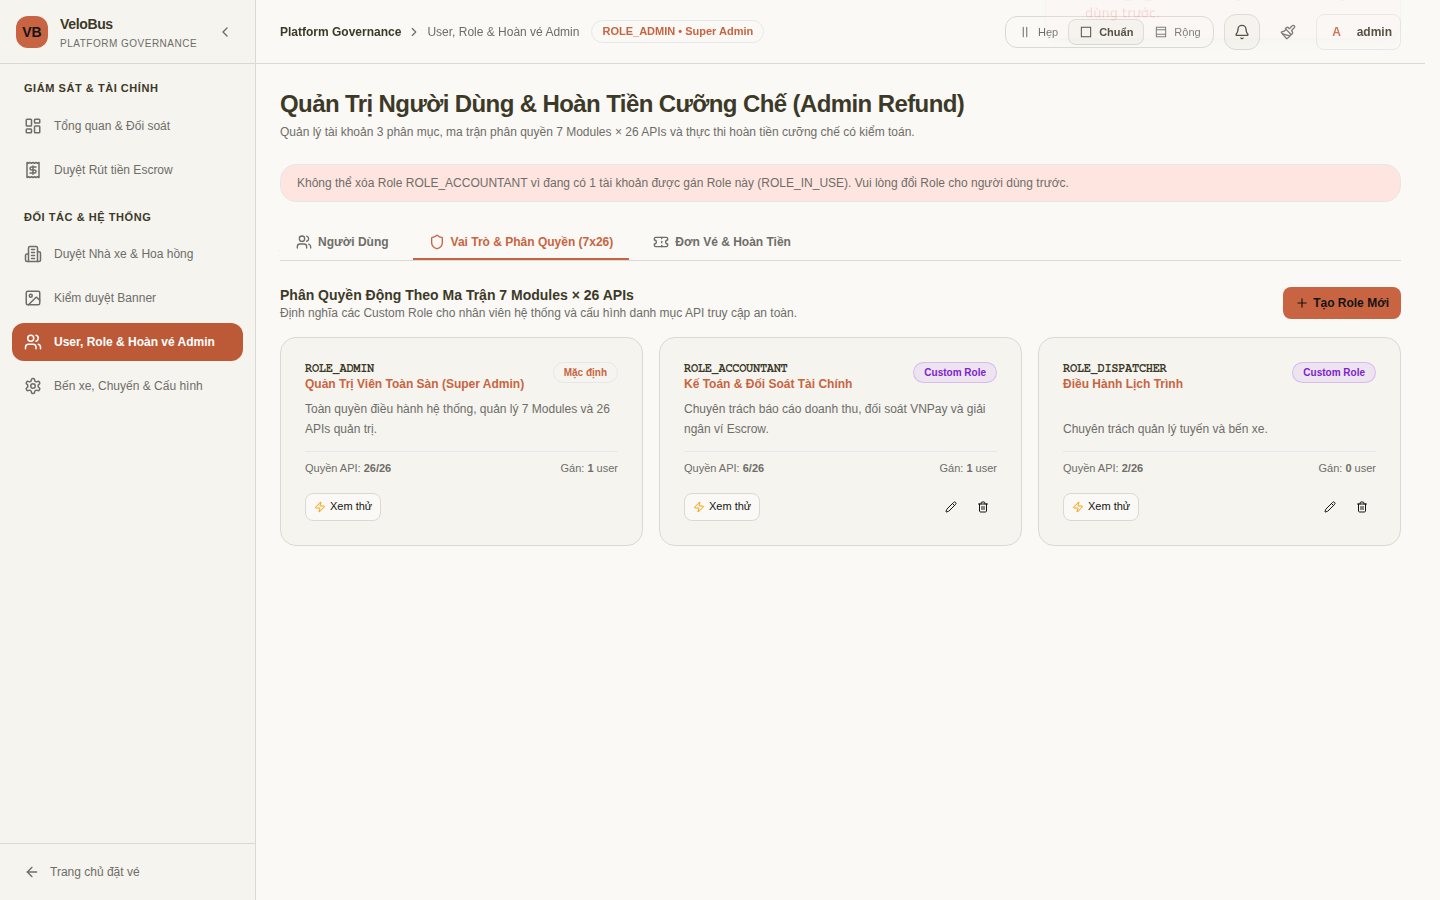 VB
VeloBus
PLATFORM GOVERNANCE
GIÁM SÁT & TÀI CHÍNH
Tổng quan & Đối soát
Duyệt Rút tiền Escrow
ĐỐI TÁC & HỆ THỐNG
Duyệt Nhà xe & Hoa hồng
Kiểm duyệt Banner
User, Role & Hoàn vé Admin
Bến xe, Chuyến & Cấu hình
Trang chủ đặt vé
Platform Governance
User, Role & Hoàn vé Admin
ROLE_ADMIN • Super Admin
dùng trước.
Hẹp
Chuẩn
Rộng
A
admin
Quản Trị Người Dùng & Hoàn Tiền Cưỡng Chế (Admin Refund)
Quản lý tài khoản 3 phân mục, ma trận phân quyền 7 Modules × 26 APIs và thực thi hoàn tiền cưỡng chế có kiểm toán.
Không thể xóa Role ROLE_ACCOUNTANT vì đang có 1 tài khoản được gán Role này (ROLE_IN_USE). Vui lòng đổi Role cho người dùng trước.
Người Dùng
Vai Trò & Phân Quyền (7x26)
Đơn Vé & Hoàn Tiền
Phân Quyền Động Theo Ma Trận 7 Modules × 26 APIs
Định nghĩa các Custom Role cho nhân viên hệ thống và cấu hình danh mục API truy cập an toàn.
Tạo Role Mới
ROLE_ADMIN
Quản Trị Viên Toàn Sàn (Super Admin)
Mặc định
Toàn quyền điều hành hệ thống, quản lý 7 Modules và 26
APIs quản trị.
Quyền API: 26/26
Gán: 1 user
Xem thử
ROLE_ACCOUNTANT
Kế Toán & Đối Soát Tài Chính
Custom Role
Chuyên trách báo cáo doanh thu, đối soát VNPay và giải
ngân ví Escrow.
Quyền API: 6/26
Gán: 1 user
Xem thử
ROLE_DISPATCHER
Điều Hành Lịch Trình
Custom Role
Chuyên trách quản lý tuyến và bến xe.
Quyền API: 2/26
Gán: 0 user
Xem thử